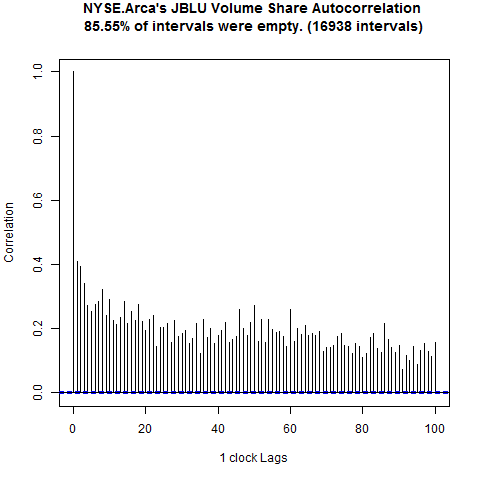 NYSE.Arca's JBLU Volume Share Autocorrelation
85.55% of intervals were empty. (16938 intervals)
Correlation
1.0
0.8
0.6
0.4
0.2
0.0
0 20 40 60 80 100
1 clock Lags